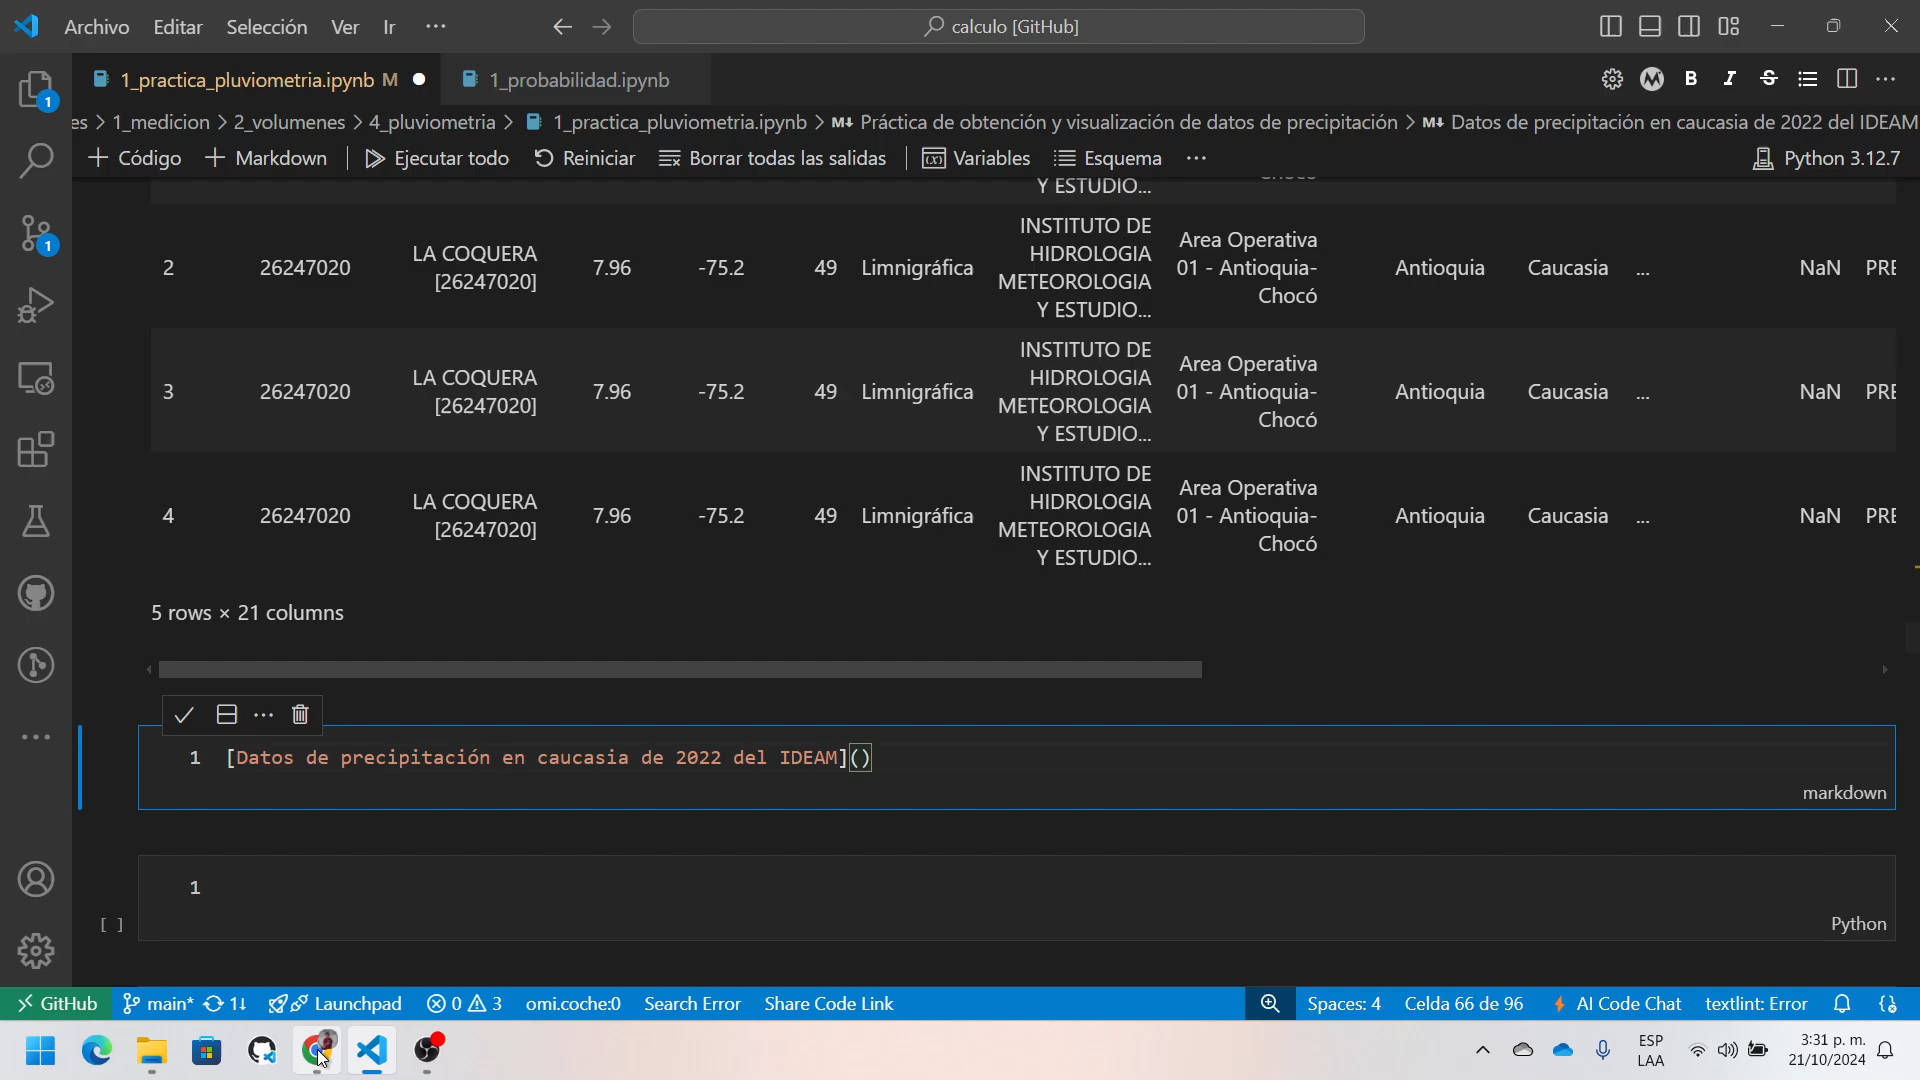 Archivo Editar Selección Ver Ir ··· calculo [GitHub]
1_practica_pluviometria.ipynb M 1_probabilidad.ipynb
es > 1_medicion > 2_volumenes > 4_pluviometria > 1_practica_pluviometria.ipynb > M↓ Práctica de obtención y visualización de datos de precipitación > M↓ Datos de precipitación en caucasia de 2022 del IDEAM
+ Código + Markdown | Ejecutar todo Reiniciar Borrar todas las salidas | Variables Esquema ··· Python 3.12.7
Y ESTUDIO...
2 26247020 LA COQUERA [26247020] 7.96 -75.2 49 Limnigráfica INSTITUTO DE HIDROLOGIA METEOROLOGIA Y ESTUDIO... Area Operativa 01 - Antioquia-Chocó Antioquia Caucasia ... NaN PRE
3 26247020 LA COQUERA [26247020] 7.96 -75.2 49 Limnigráfica INSTITUTO DE HIDROLOGIA METEOROLOGIA Y ESTUDIO... Area Operativa 01 - Antioquia-Chocó Antioquia Caucasia ... NaN PRE
4 26247020 LA COQUERA [26247020] 7.96 -75.2 49 Limnigráfica INSTITUTO DE HIDROLOGIA METEOROLOGIA Y ESTUDIO... Area Operativa 01 - Antioquia-Chocó Antioquia Caucasia ... NaN PRE
5 rows × 21 columns
1 [Datos de precipitación en caucasia de 2022 del IDEAM]()
markdown
1
[ ] Python
GitHub main* 1↓ Launchpad 0 3 omi.coche:0 Search Error Share Code Link Spaces: 4 Celda 66 de 96 AI Code Chat textlint: Error
ESP LAA 3:31 p. m. 21/10/2024